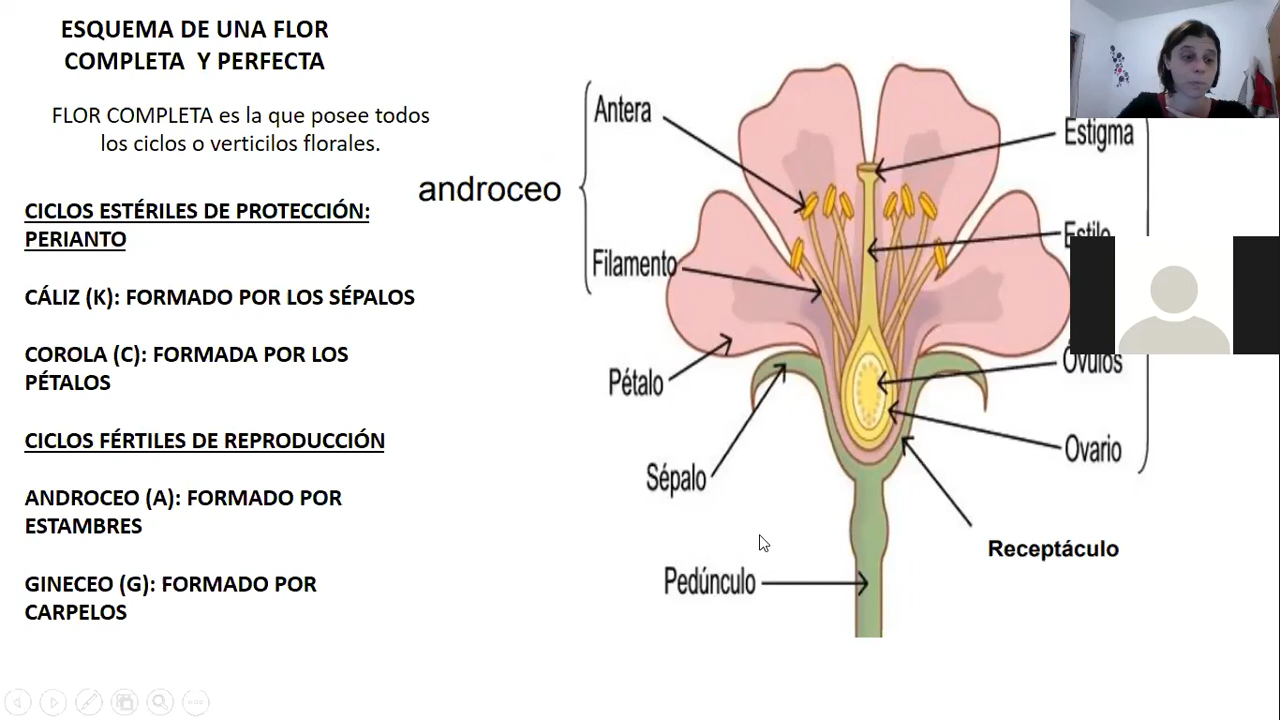 ESQUEMA DE UNA FLOR
COMPLETA Y PERFECTA
FLOR COMPLETA es la que posee todos
los ciclos o verticilos florales.
CICLOS ESTÉRILES DE PROTECCIÓN:
PERIANTO
CÁLIZ (K): FORMADO POR LOS SÉPALOS
COROLA (C): FORMADA POR LOS
PÉTALOS
CICLOS FÉRTILES DE REPRODUCCIÓN
ANDROCEO (A): FORMADO POR
ESTAMBRES
GINECEO (G): FORMADO POR
CARPELOS
androceo
Antera
Filamento
Pétalo
Sépalo
Pedúnculo
Estigma
Estilo
Óvulos
Ovario
Receptáculo